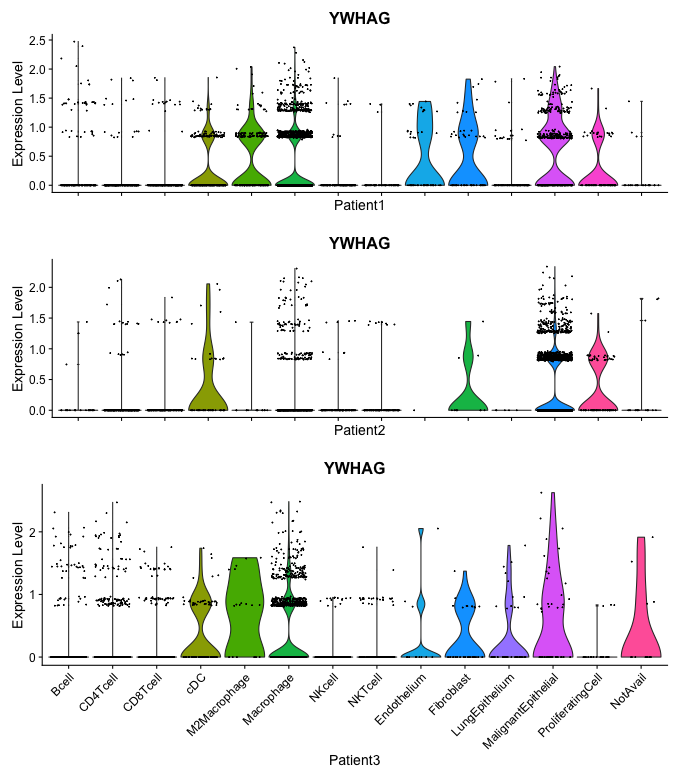 YWHAG
Expression Level
2.5
2.0
1.5
1.0
0.5
0.0
Patient1
YWHAG
Expression Level
2.0
1.5
1.0
0.5
0.0
Patient2
YWHAG
Expression Level
2
1
0
Bcell
CD4Tcell
CD8Tcell
cDC
M2Macrophage
Macrophage
NKcell
NKTcell
Endothelium
Fibroblast
LungEpithelium
MalignantEpithelial
ProliferatingCell
NotAvail
Patient3